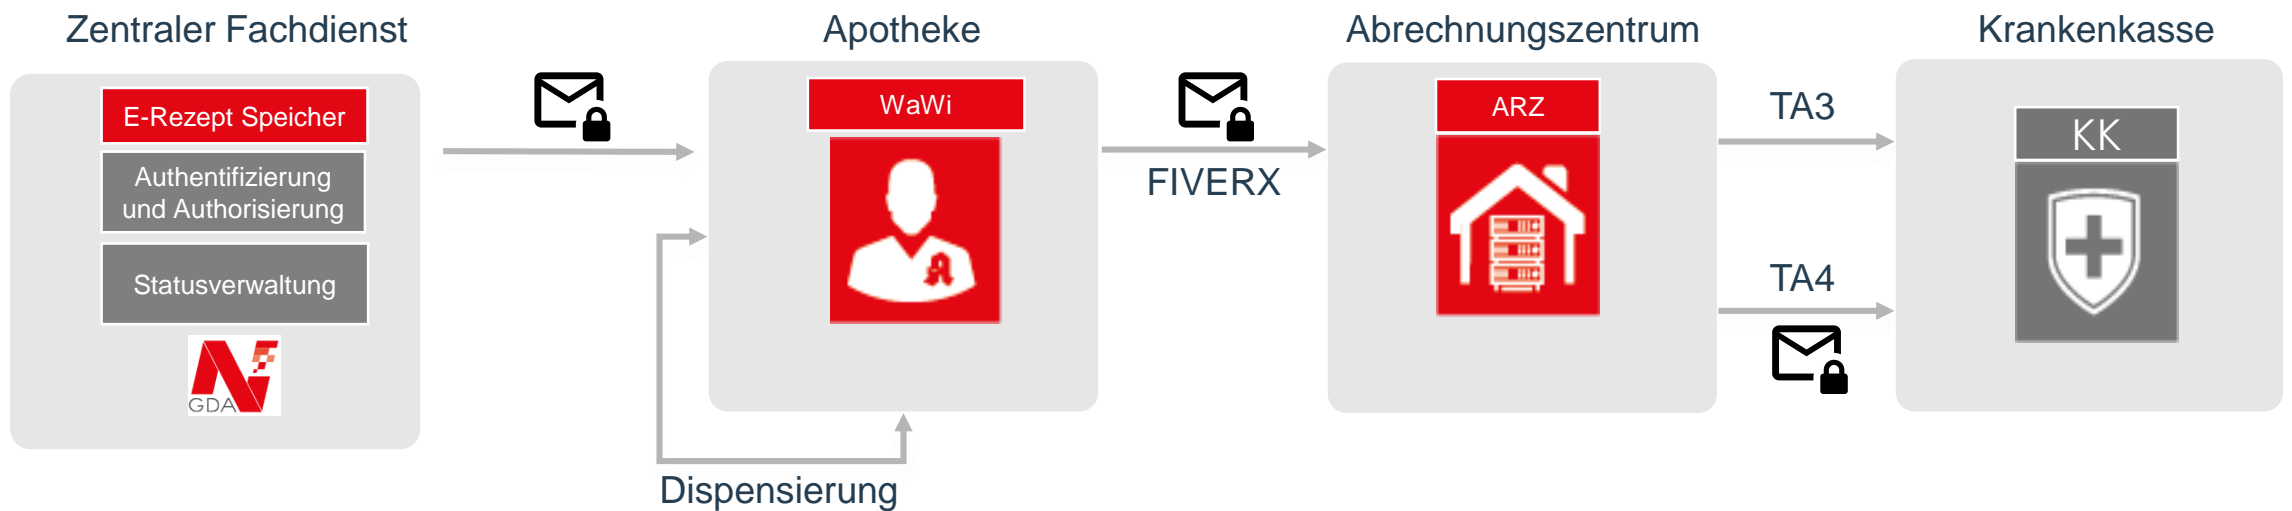 Zentraler Fachdienst
E-Rezept Speicher
Authentifizierung
und Authorisierung
Statusverwaltung
GDA
N
Apotheke
WaWi
A
Dispensierung
FIVERX
Abrechnungszentrum
ARZ
TA3
TA4
Krankenkasse
KK